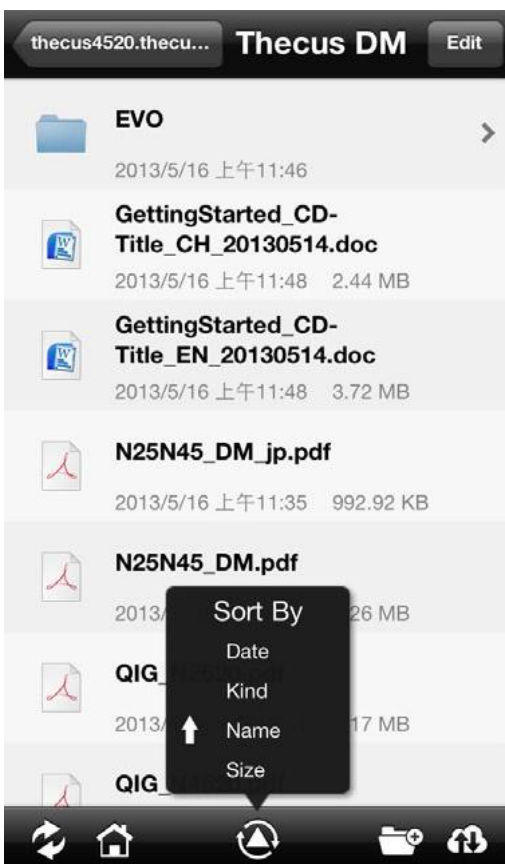 thecus4520.thecu...
Thecus DM
Edit
EVO
2013/5/16 上午11:46
GettingStarted_CD-
Title_CH_20130514.doc
2013/5/16 上午11:48 2.44 MB
GettingStarted_CD-
Title_EN_20130514.doc
2013/5/16 上午11:48 3.72 MB
N25N45_DM_jp.pdf
2013/5/16 上午11:35 992.92 KB
N25N45_DM.pdf
2013/ 26 MB
QIG_
2013/ 17 MB
QIG_
Sort By
Date
Kind
Name
Size